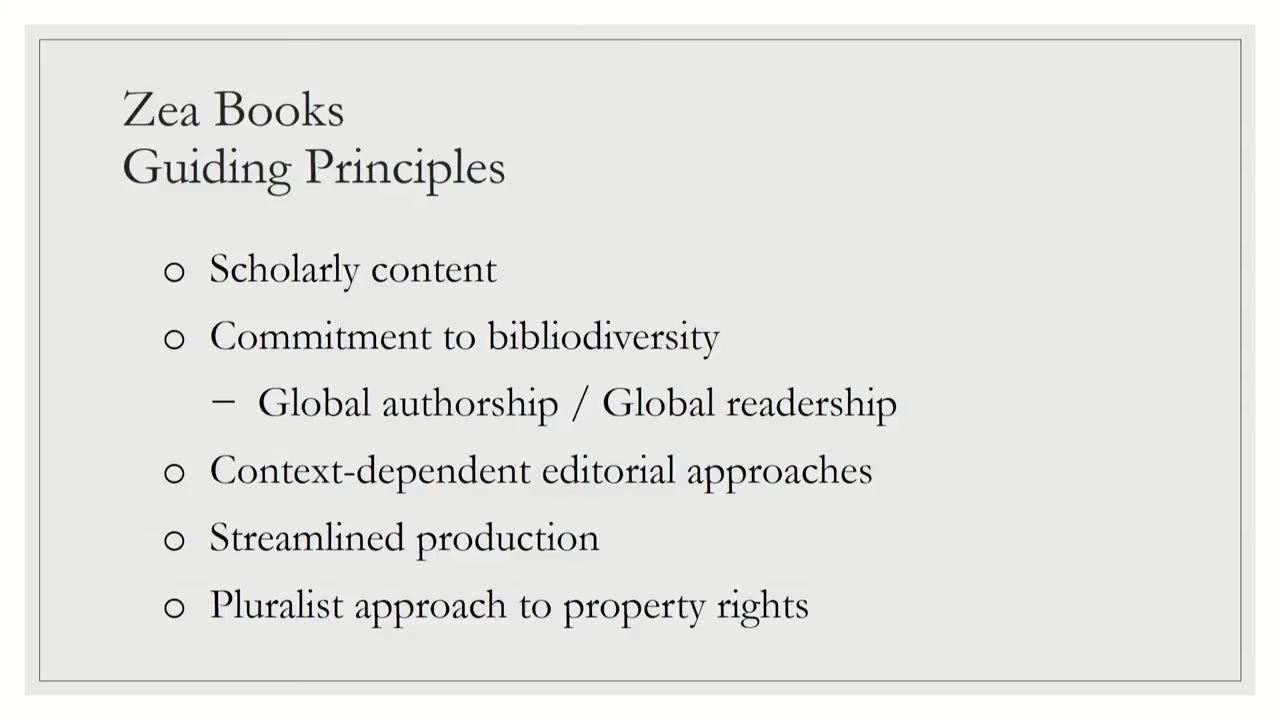 Zea Books
Guiding Principles
○ Scholarly content
○ Commitment to bibliodiversity
– Global authorship / Global readership
○ Context-dependent editorial approaches
○ Streamlined production
○ Pluralist approach to property rights